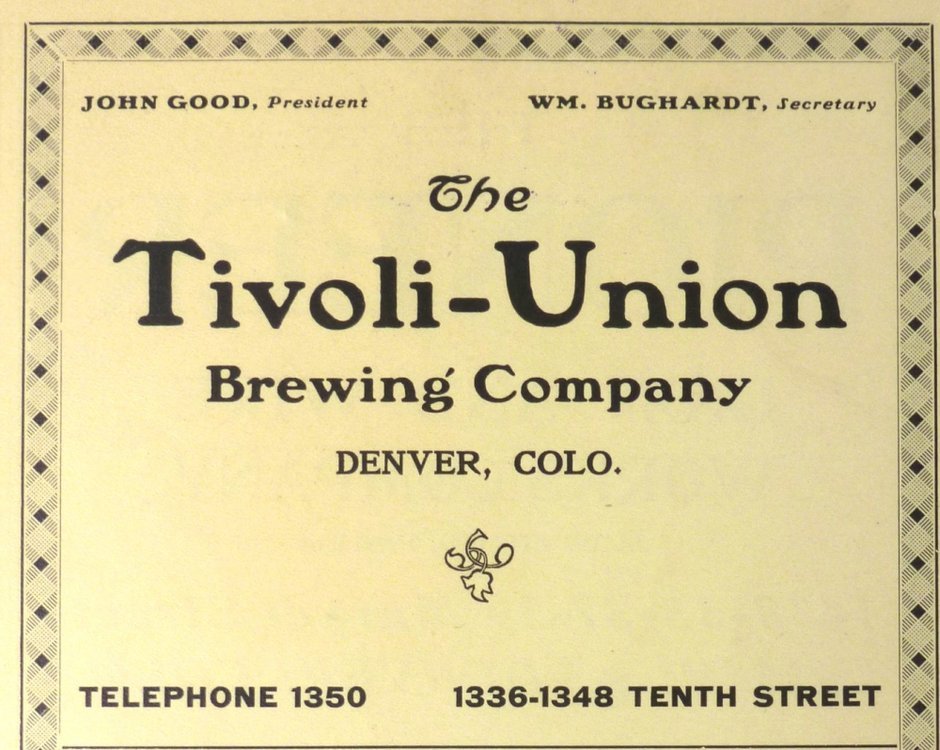 JOHN GOOD, President WM. BUGHARDT, Secretary
The
Tivoli-Union
Brewing Company
DENVER, COLO.
TELEPHONE 1350 1336-1348 TENTH STREET